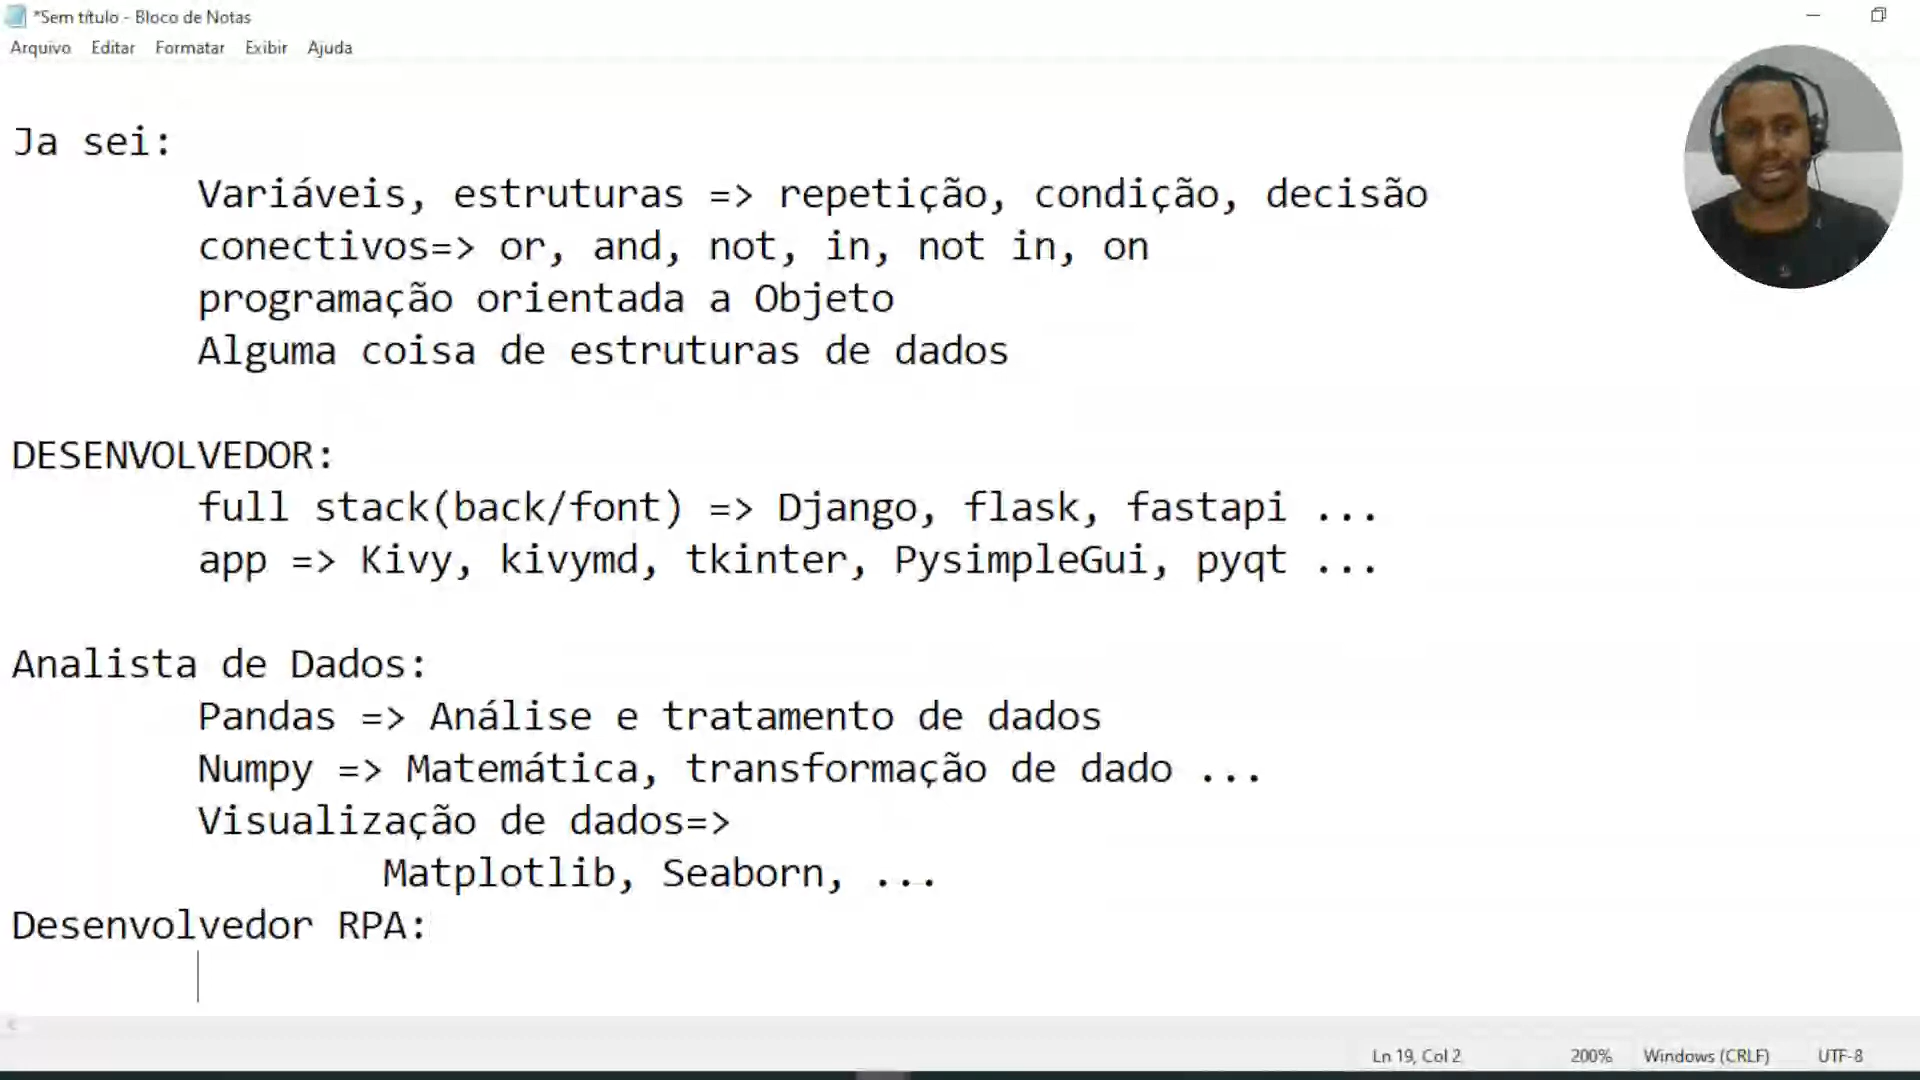 *Sem título - Bloco de Notas
Arquivo Editar Formatar Exibir Ajuda
Ja sei:
Variáveis, estruturas => repetição, condição, decisão
conectivos=> or, and, not, in, not in, on
programação orientada a Objeto
Alguma coisa de estruturas de dados
DESENVOLVEDOR:
full stack(back/font) => Django, flask, fastapi ...
app => Kivy, kivymd, tkinter, PysimpleGui, pyqt ...
Analista de Dados:
Pandas => Análise e tratamento de dados
Numpy => Matemática, transformação de dado ...
Visualização de dados=>
Matplotlib, Seaborn, ...
Desenvolvedor RPA:
Ln 19, Col 2 200% Windows (CRLF) UTF-8